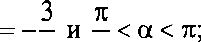 = − 3 и π < α < π;